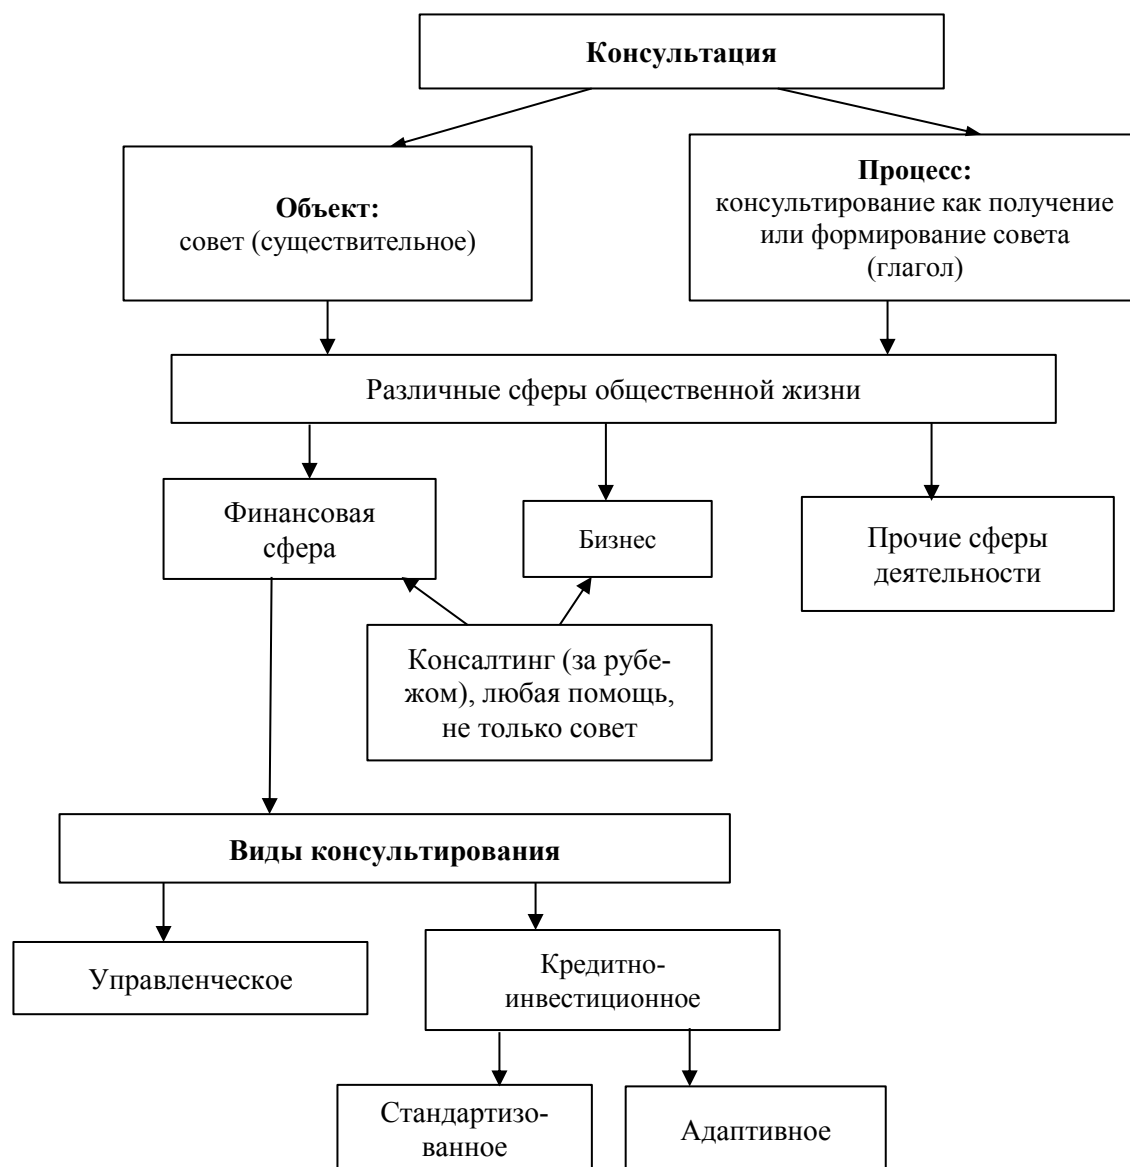 Консультация
Объект:
совет (существительное)
Процесс:
консультирование как получение
или формирование совета
(глагол)
Различные сферы общественной жизни
Финансовая
сфера
Бизнес
Прочие сферы
деятельности
Консалтинг (за рубе-
жом), любая помощь,
не только совет
Виды консультирования
Управленческое
Кредитно-
инвестиционное
Стандартизо-
ванное
Адаптивное